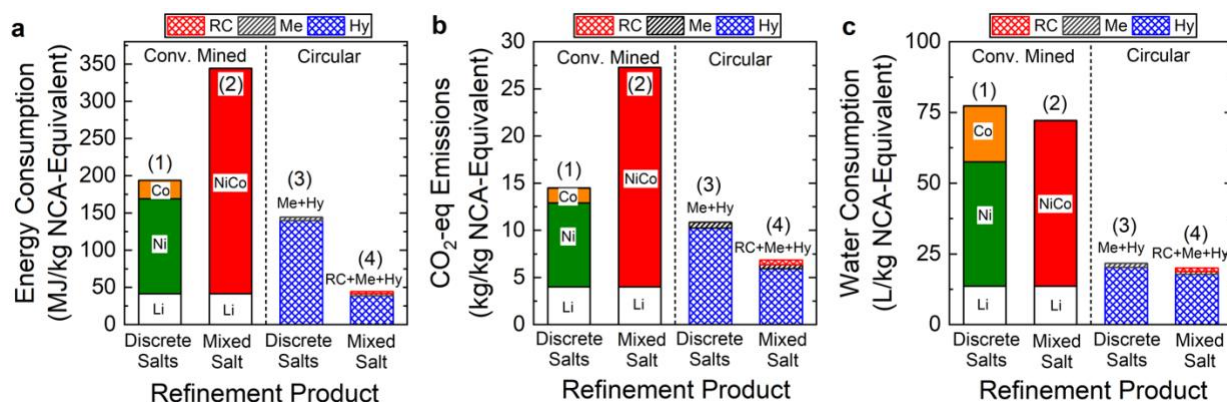 a
RC Me Hy
Energy Consumption
(MJ/kg NCA-Equivalent)
350
300
250
200
150
100
50
0
Conv. Mined
Circular
(1)
Co
Ni
Li
(2)
NiCo
Li
(3)
Me+Hy
(4)
RC+Me+Hy
Discrete
Salts
Mixed
Salt
Discrete
Salts
Mixed
Salt
Refinement Product
b
RC Me Hy
CO₂-eq Emissions
(kg/kg NCA-Equivalent)
30
25
20
15
10
5
0
Conv. Mined
Circular
(1)
Co
Ni
Li
(2)
NiCo
Li
(3)
Me+Hy
(4)
RC+Me+Hy
Discrete
Salts
Mixed
Salt
Discrete
Salts
Mixed
Salt
Refinement Product
c
RC Me Hy
Water Consumption
(L/kg NCA-Equivalent)
100
75
50
25
0
Conv. Mined
Circular
(1)
Co
Ni
Li
(2)
NiCo
Li
(3)
Me+Hy
(4)
RC+Me+Hy
Discrete
Salts
Mixed
Salt
Discrete
Salts
Mixed
Salt
Refinement Product